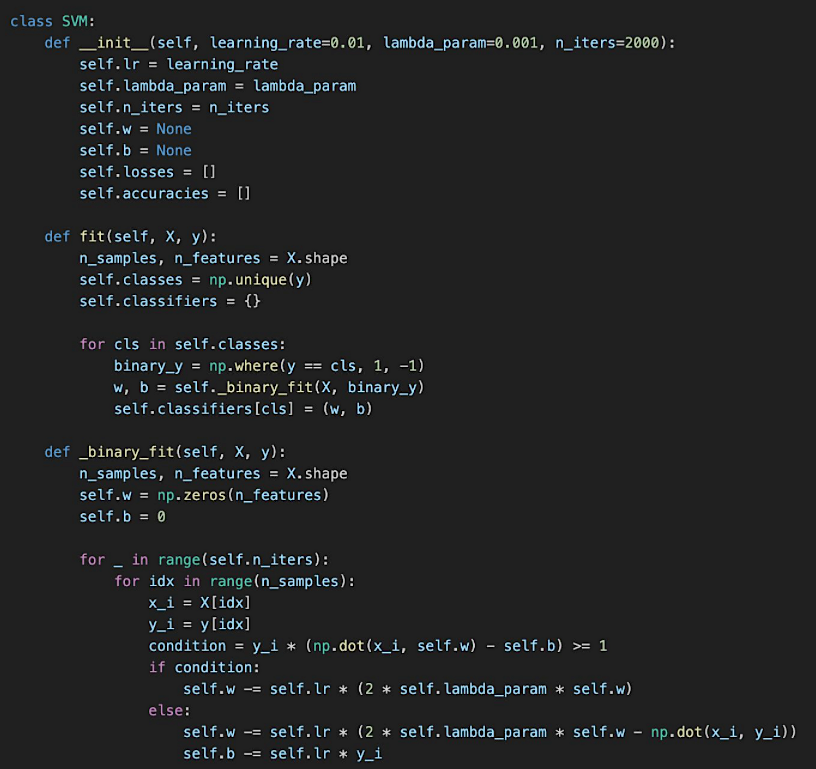 class SVM:
    def __init__(self, learning_rate=0.01, lambda_param=0.001, n_iters=2000):
        self.lr = learning_rate
        self.lambda_param = lambda_param
        self.n_iters = n_iters
        self.w = None
        self.b = None
        self.losses = []
        self.accuracies = []

    def fit(self, X, y):
        n_samples, n_features = X.shape
        self.classes = np.unique(y)
        self.classifiers = {}

        for cls in self.classes:
            binary_y = np.where(y == cls, 1, -1)
            w, b = self._binary_fit(X, binary_y)
            self.classifiers[cls] = (w, b)

    def _binary_fit(self, X, y):
        n_samples, n_features = X.shape
        self.w = np.zeros(n_features)
        self.b = 0

        for _ in range(self.n_iters):
            for idx in range(n_samples):
                x_i = X[idx]
                y_i = y[idx]
                condition = y_i * (np.dot(x_i, self.w) - self.b) >= 1
                if condition:
                    self.w -= self.lr * (2 * self.lambda_param * self.w)
                else:
                    self.w -= self.lr * (2 * self.lambda_param * self.w - np.dot(x_i, y_i))
                    self.b -= self.lr * y_i